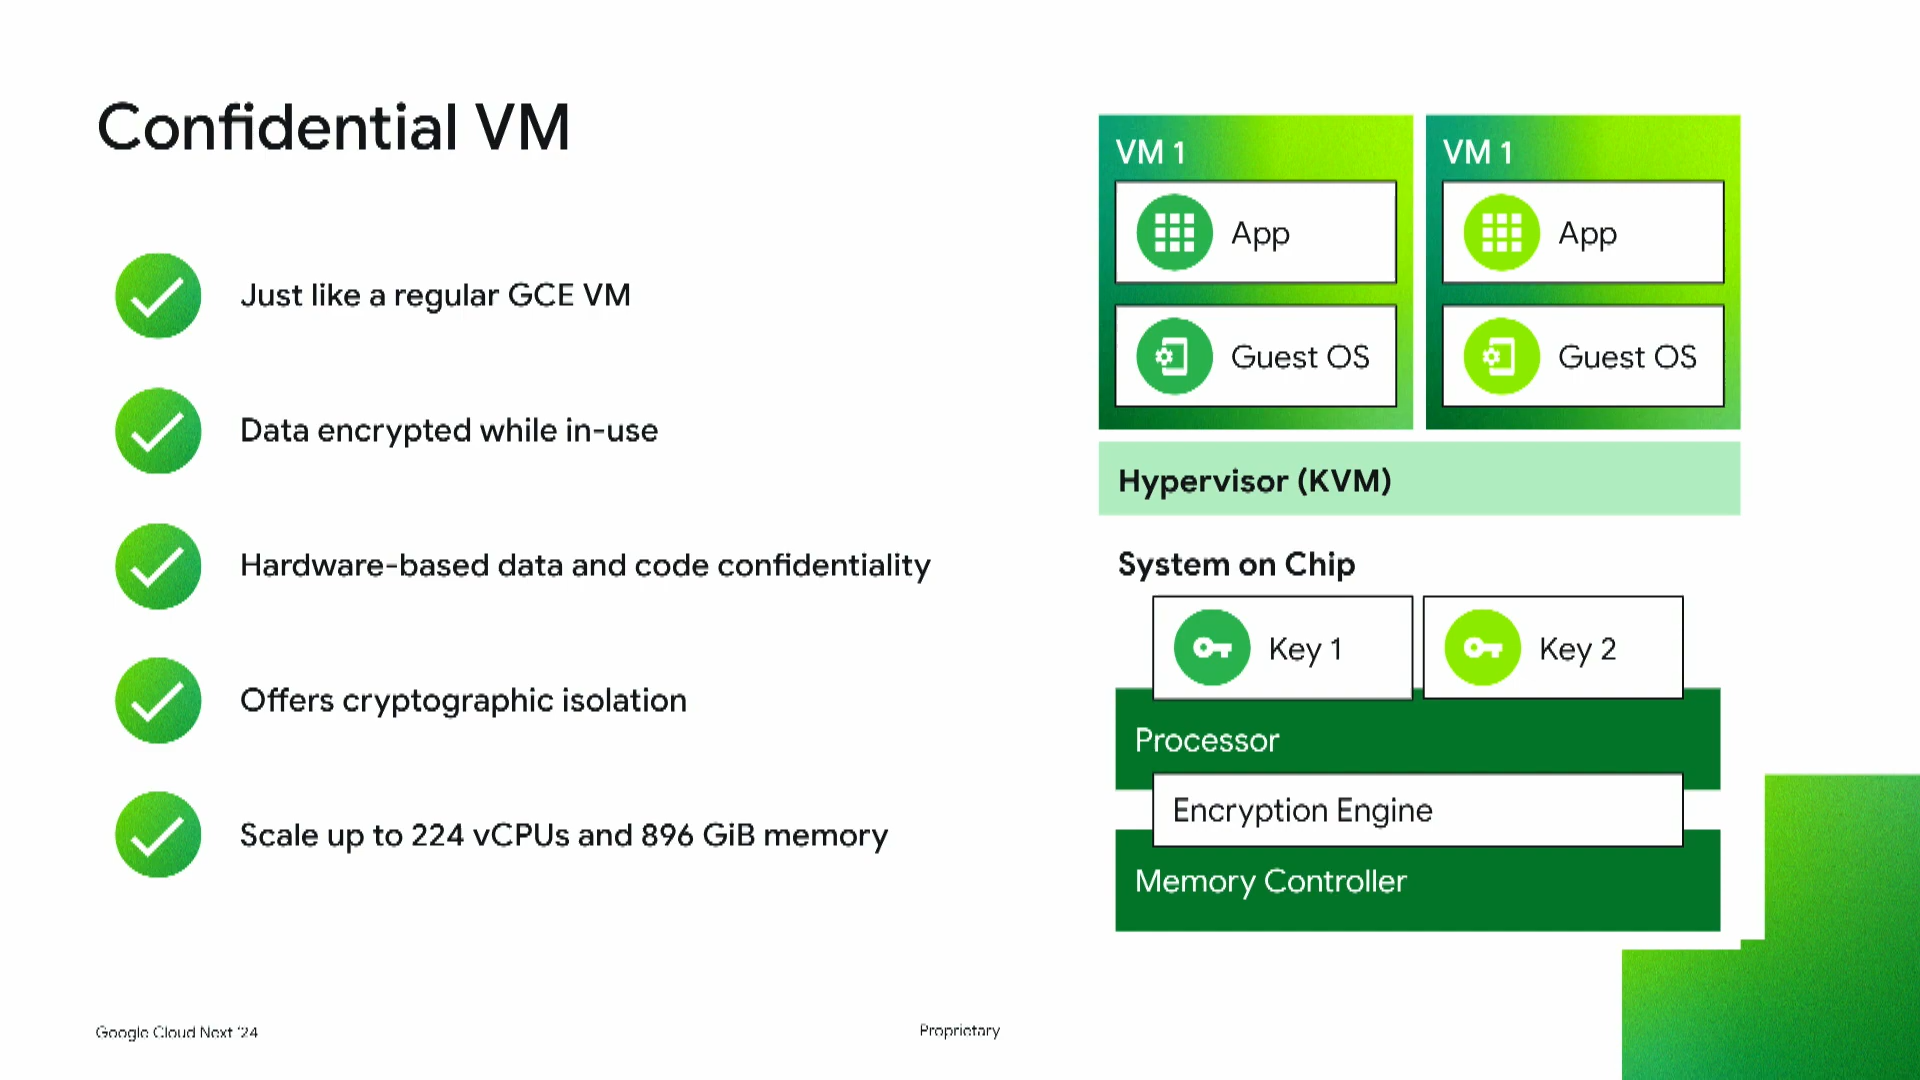 Confidential VM
Just like a regular GCE VM
Data encrypted while in-use
Hardware-based data and code confidentiality
Offers cryptographic isolation
Scale up to 224 vCPUs and 896 GiB memory
VM 1
App
Guest OS
VM 1
App
Guest OS
Hypervisor (KVM)
System on Chip
Key 1
Key 2
Processor
Encryption Engine
Memory Controller
Google Cloud Next ‘24
Proprietary